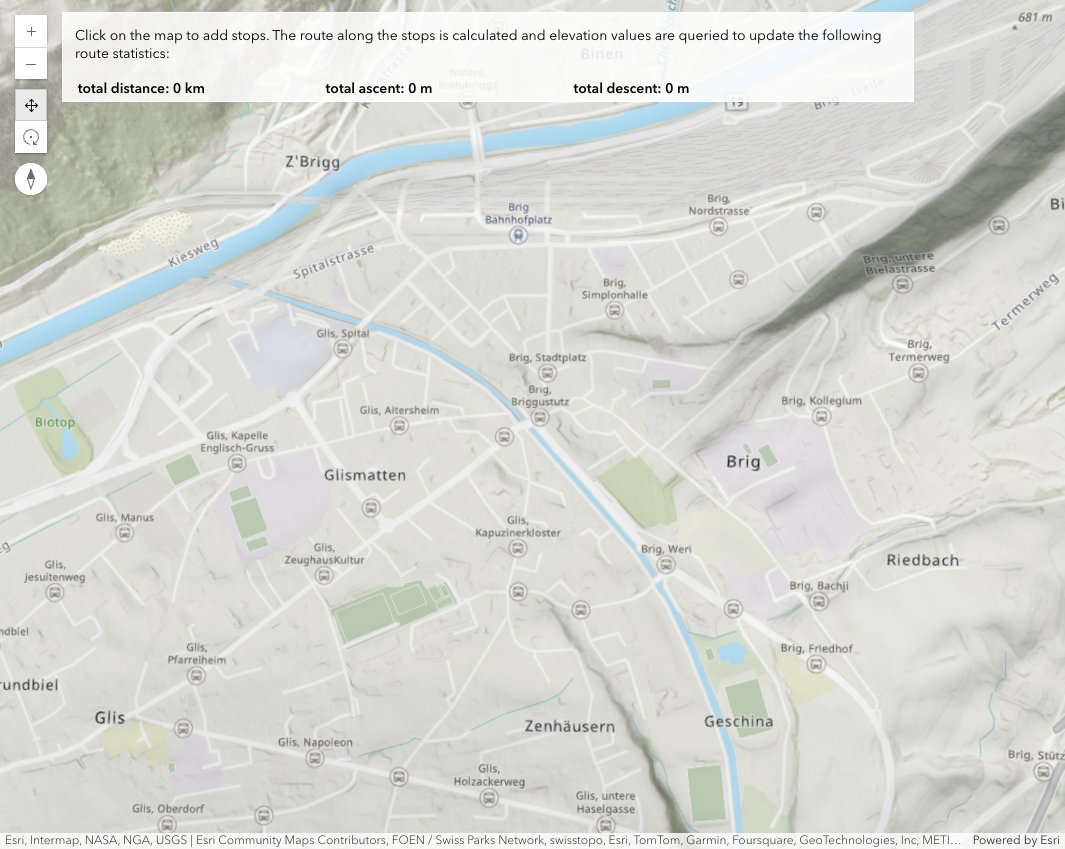 +
−
Click on the map to add stops. The route along the stops is calculated and elevation values are queried to update the following
route statistics:
total distance: 0 km
total ascent: 0 m
total descent: 0 m
681 m
Binen
Naters,
Rottubrigga
19
Brig - Iselle
Z'Brigg
Brig
Bahnhofplatz
Brig,
Nordstrasse
Bi
Kiesweg
Spitalstrasse
Brig, untere
Bielastrasse
Brig,
Simplonhalle
Termerweg
Glis, Spital
Brig, Stadtplatz
Brig,
Termerweg
Brig,
Briggustutz
Brig, Kollegium
Glis, Altersheim
Biotop
Glis, Kapelle
Englisch-Gruss
Brig
Glismatten
Glis, Manus
Glis,
Kapuzinerkloster
Glis,
ZeughausKultur
Brig, Weri
Riedbach
Glis,
Jesuitenweg
Brig, Bachji
ndbiel
Glis,
Pfarreiheim
Brig, Friedhof
rundbiel
Glis
Zenhäusern
Geschina
Glis, Napoleon
Brig, Stütz
Glis,
Holzackerweg
Glis, untere
Haselgasse
Glis, Oberdorf
Esri, Intermap, NASA, NGA, USGS | Esri Community Maps Contributors, FOEN / Swiss Parks Network, swisstopo, Esri, TomTom, Garmin, Foursquare, GeoTechnologies, Inc, METI...
Powered by Esri